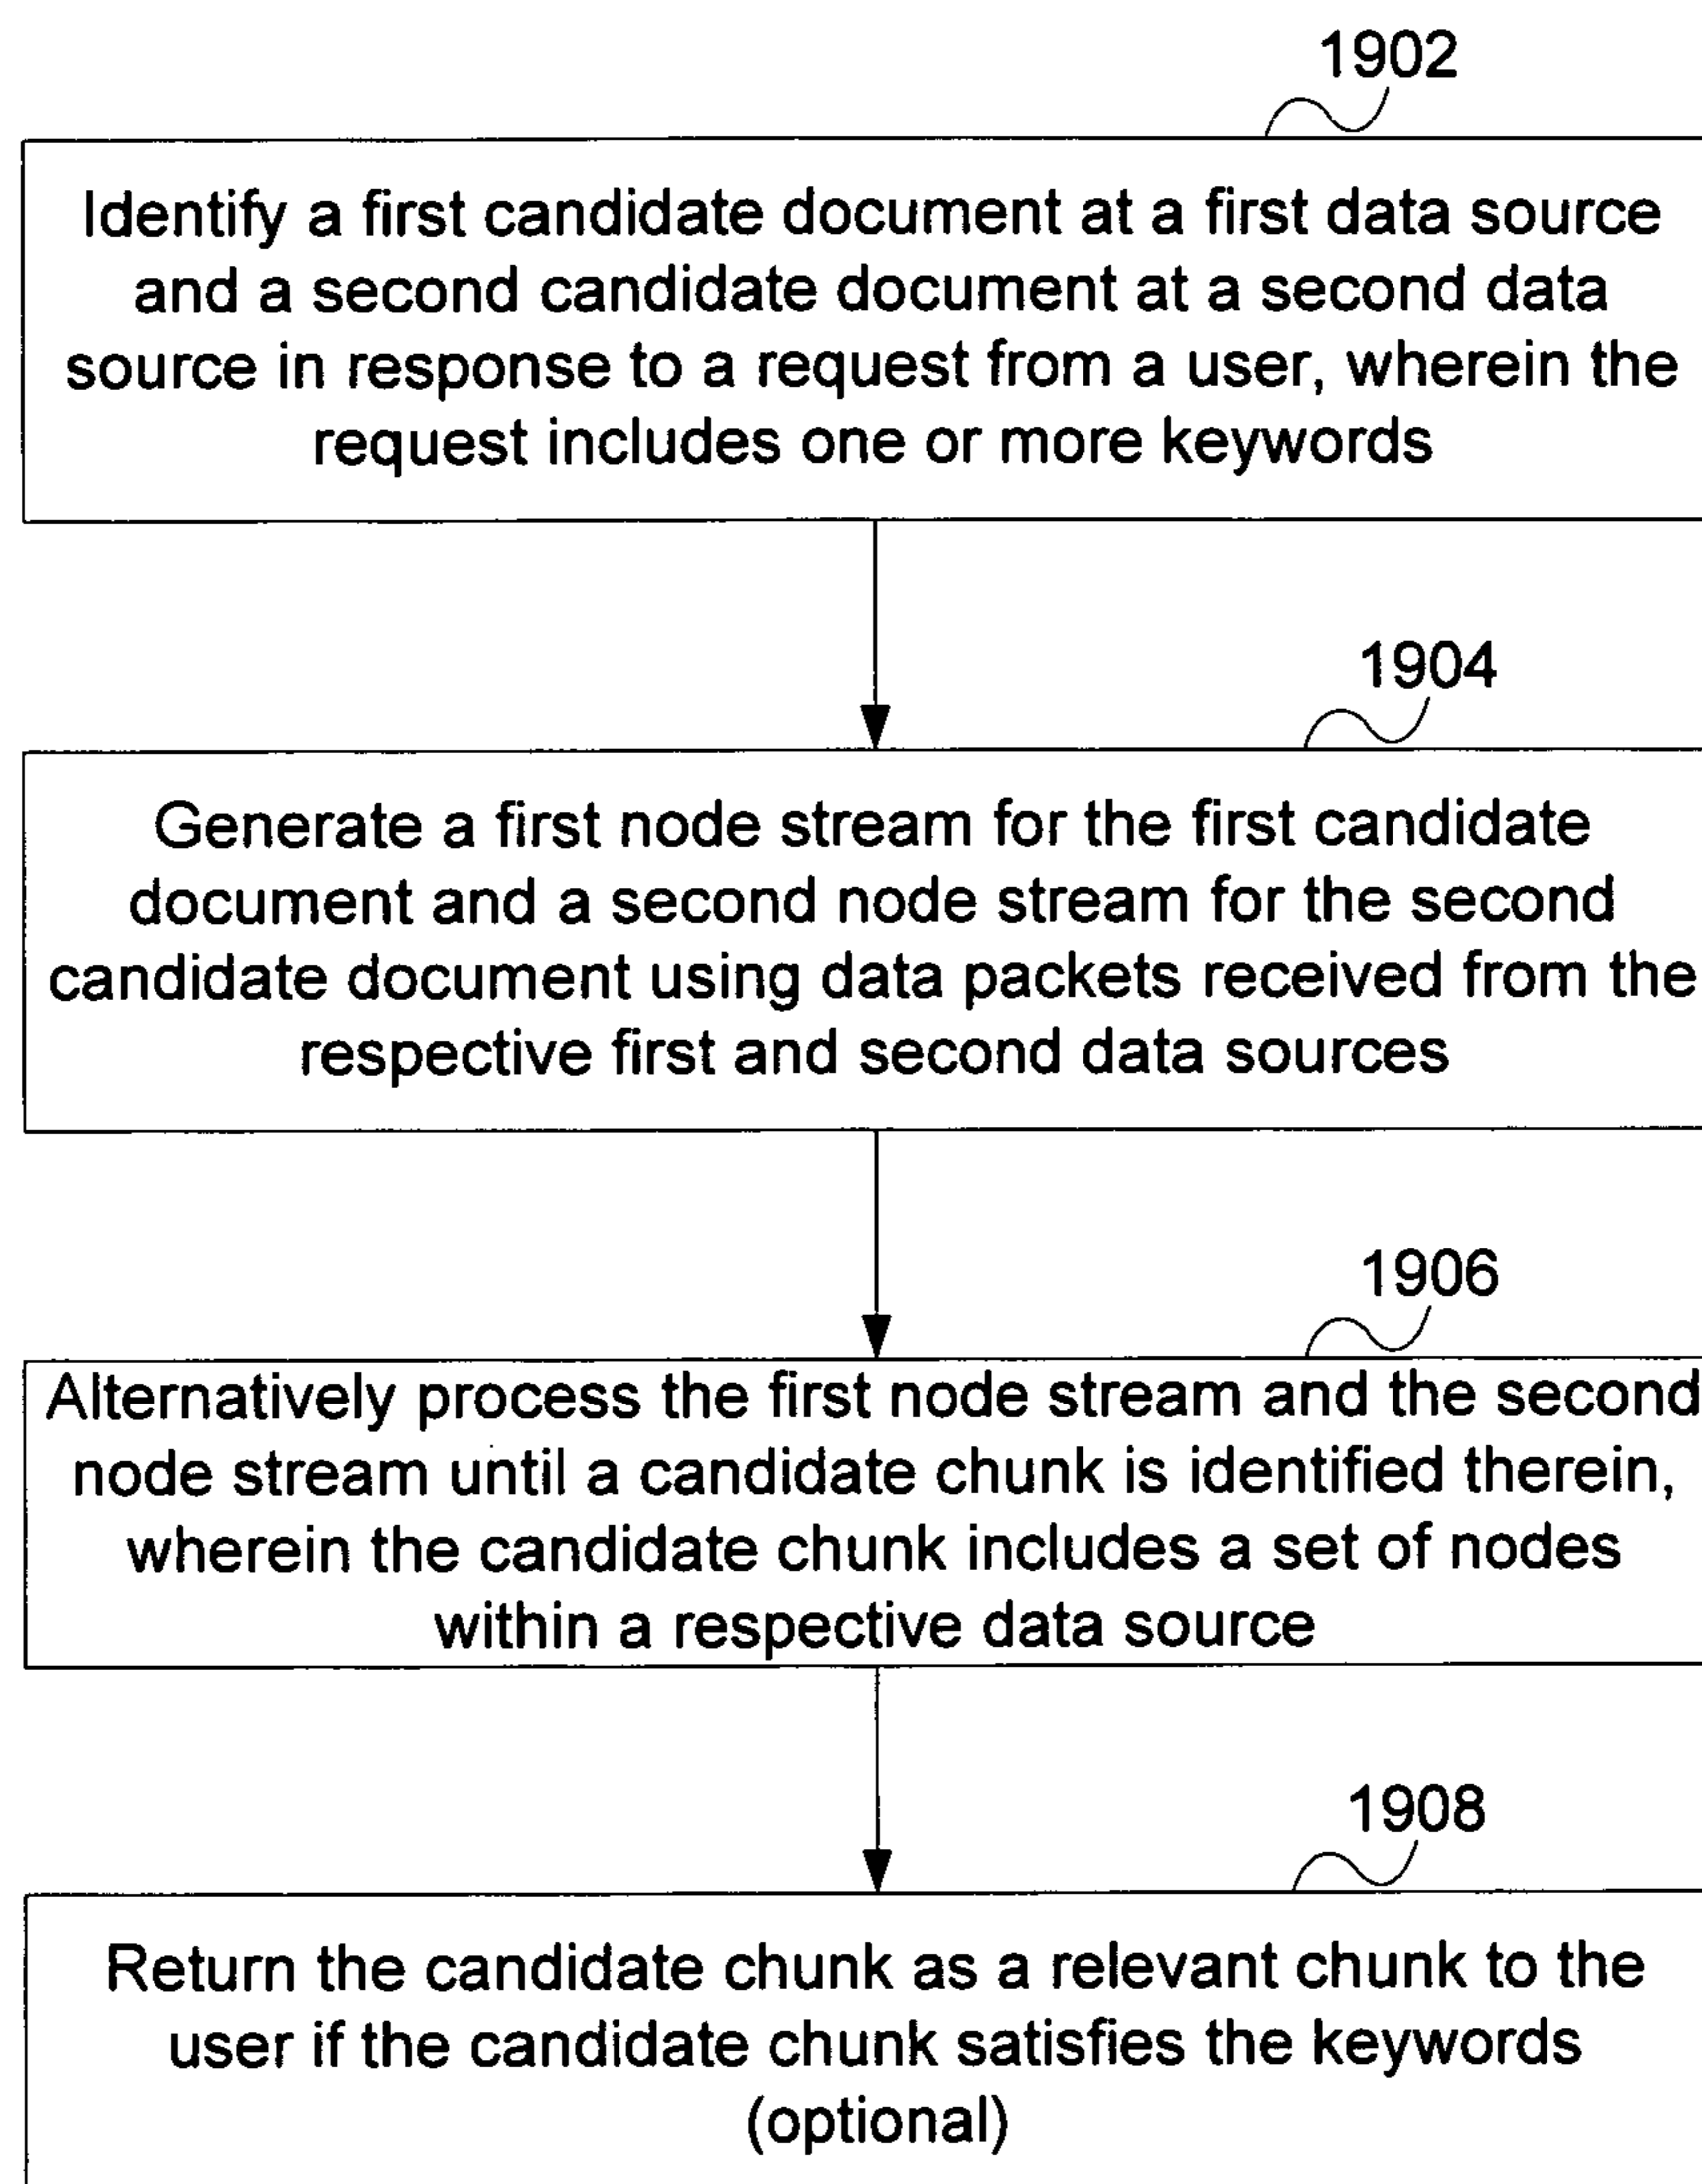 1902
Identify a first candidate document at a first data source
and a second candidate document at a second data
source in response to a request from a user, wherein the
request includes one or more keywords
1904
Generate a first node stream for the first candidate
document and a second node stream for the second
candidate document using data packets received from the
respective first and second data sources
1906
Alternatively process the first node stream and the second
node stream until a candidate chunk is identified therein,
wherein the candidate chunk includes a set of nodes
within a respective data source
1908
Return the candidate chunk as a relevant chunk to the
user if the candidate chunk satisfies the keywords
(optional)